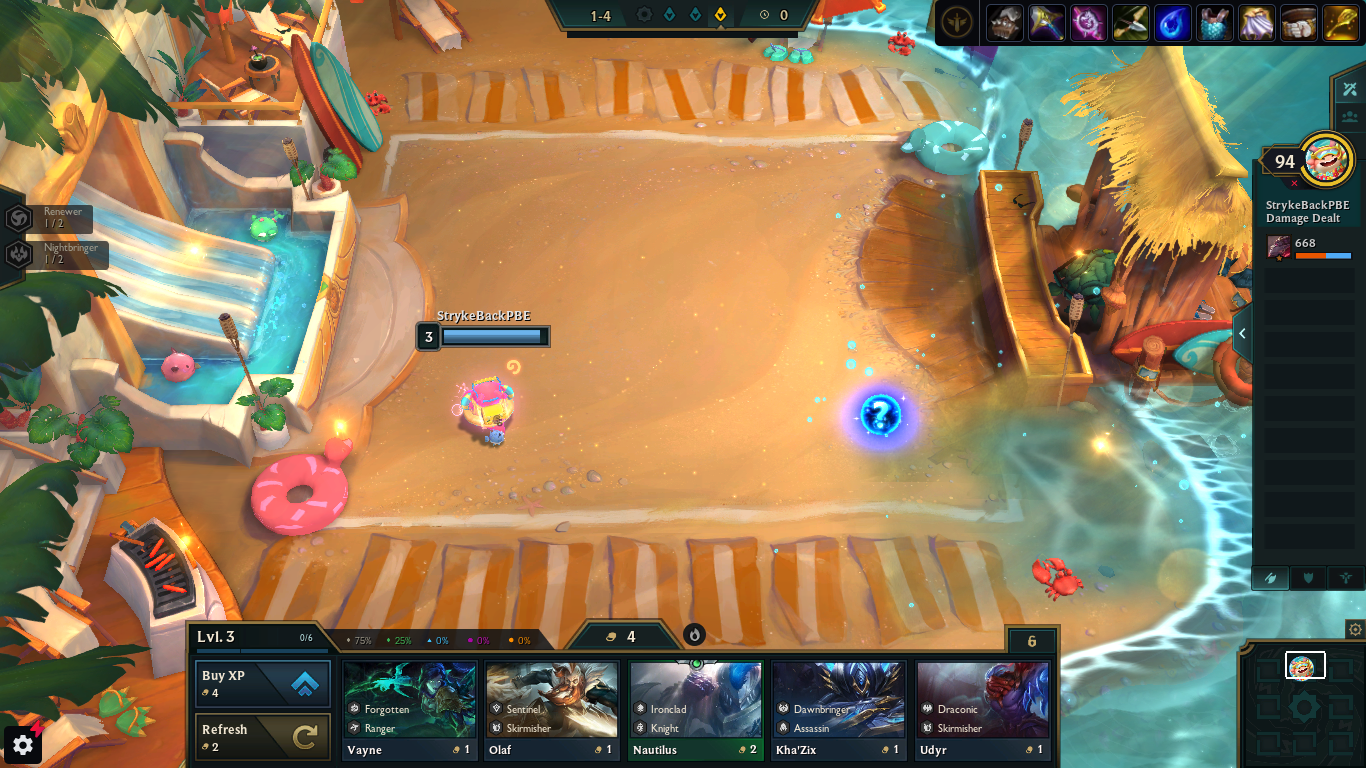 1-4
0
94
StrykeBackPBE
Damage Dealt
668
Renewer
1 / 2
Nightbringer
1 / 2
StrykeBackPBE
3
?
Lvl. 3
0/6
75%
25%
0%
0%
0%
4
6
Buy XP
4
Refresh
2
Forgotten
Ranger
Vayne
1
Sentinel
Skirmisher
Olaf
1
Ironclad
Knight
Nautilus
2
Dawnbringer
Assassin
Kha'Zix
1
Draconic
Skirmisher
Udyr
1